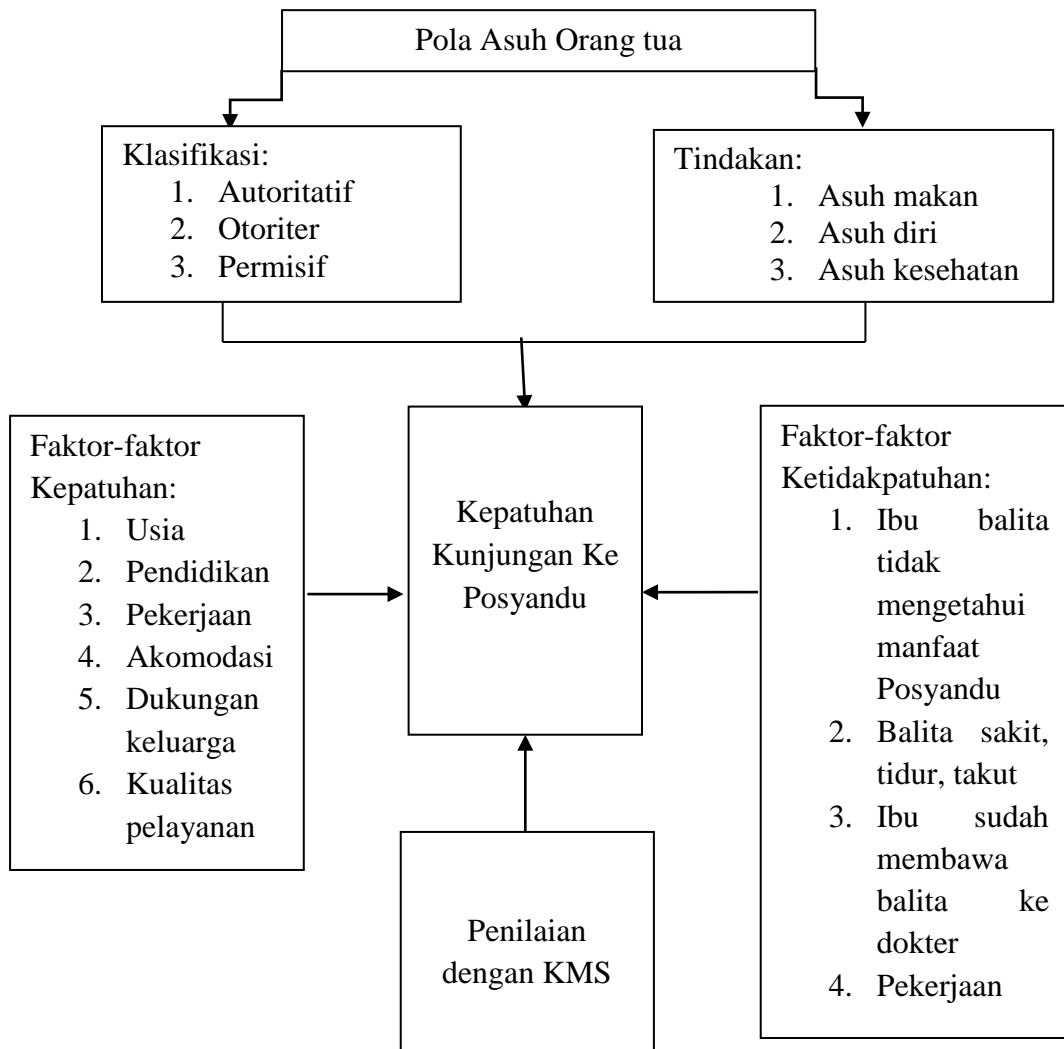 Pola Asuh Orang tua
Klasifikasi:
1. Autoritatif
2. Otoriter
3. Permisif
Tindakan:
1. Asuh makan
2. Asuh diri
3. Asuh kesehatan
Faktor-faktor
Kepatuhan:
1. Usia
2. Pendidikan
3. Pekerjaan
4. Akomodasi
5. Dukungan
keluarga
6. Kualitas
pelayanan
Kepatuhan
Kunjungan Ke
Posyandu
Faktor-faktor
Ketidakpatuhan:
1. Ibu balita
tidak
mengetahui
manfaat
Posyandu
2. Balita sakit,
tidur, takut
3. Ibu sudah
membawa
balita ke
dokter
4. Pekerjaan
Penilaian
dengan KMS